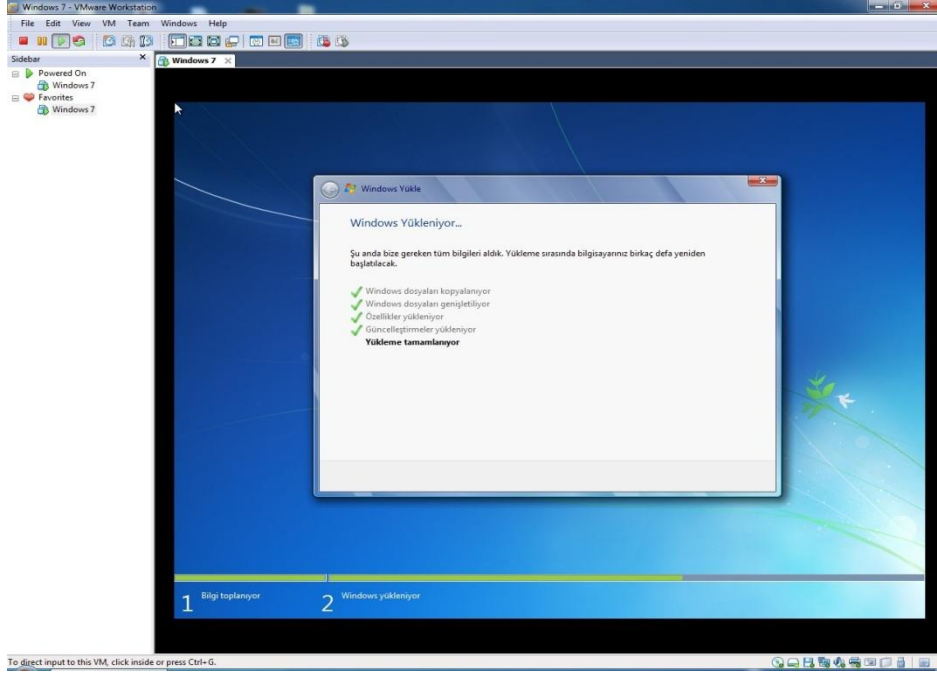 Windows 7 - VMware Workstation
File Edit View VM Team Windows Help
Sidebar
Powered On
Windows 7
Favorites
Windows 7
Windows 7
Windows Yükle
Windows Yükleniyor...
Şu anda bize gereken tüm bilgileri aldık. Yükleme sırasında bilgisayarınız birkaç defa yeniden
başlatılacak.
Windows dosyaları kopyalanıyor
Windows dosyaları genişletiliyor
Özellikler yükleniyor
Güncelleştirmeler yükleniyor
Yükleme tamamlanıyor
1 Bilgi toplanıyor
2 Windows yükleniyor
To direct input to this VM, click inside or press Ctrl+G.